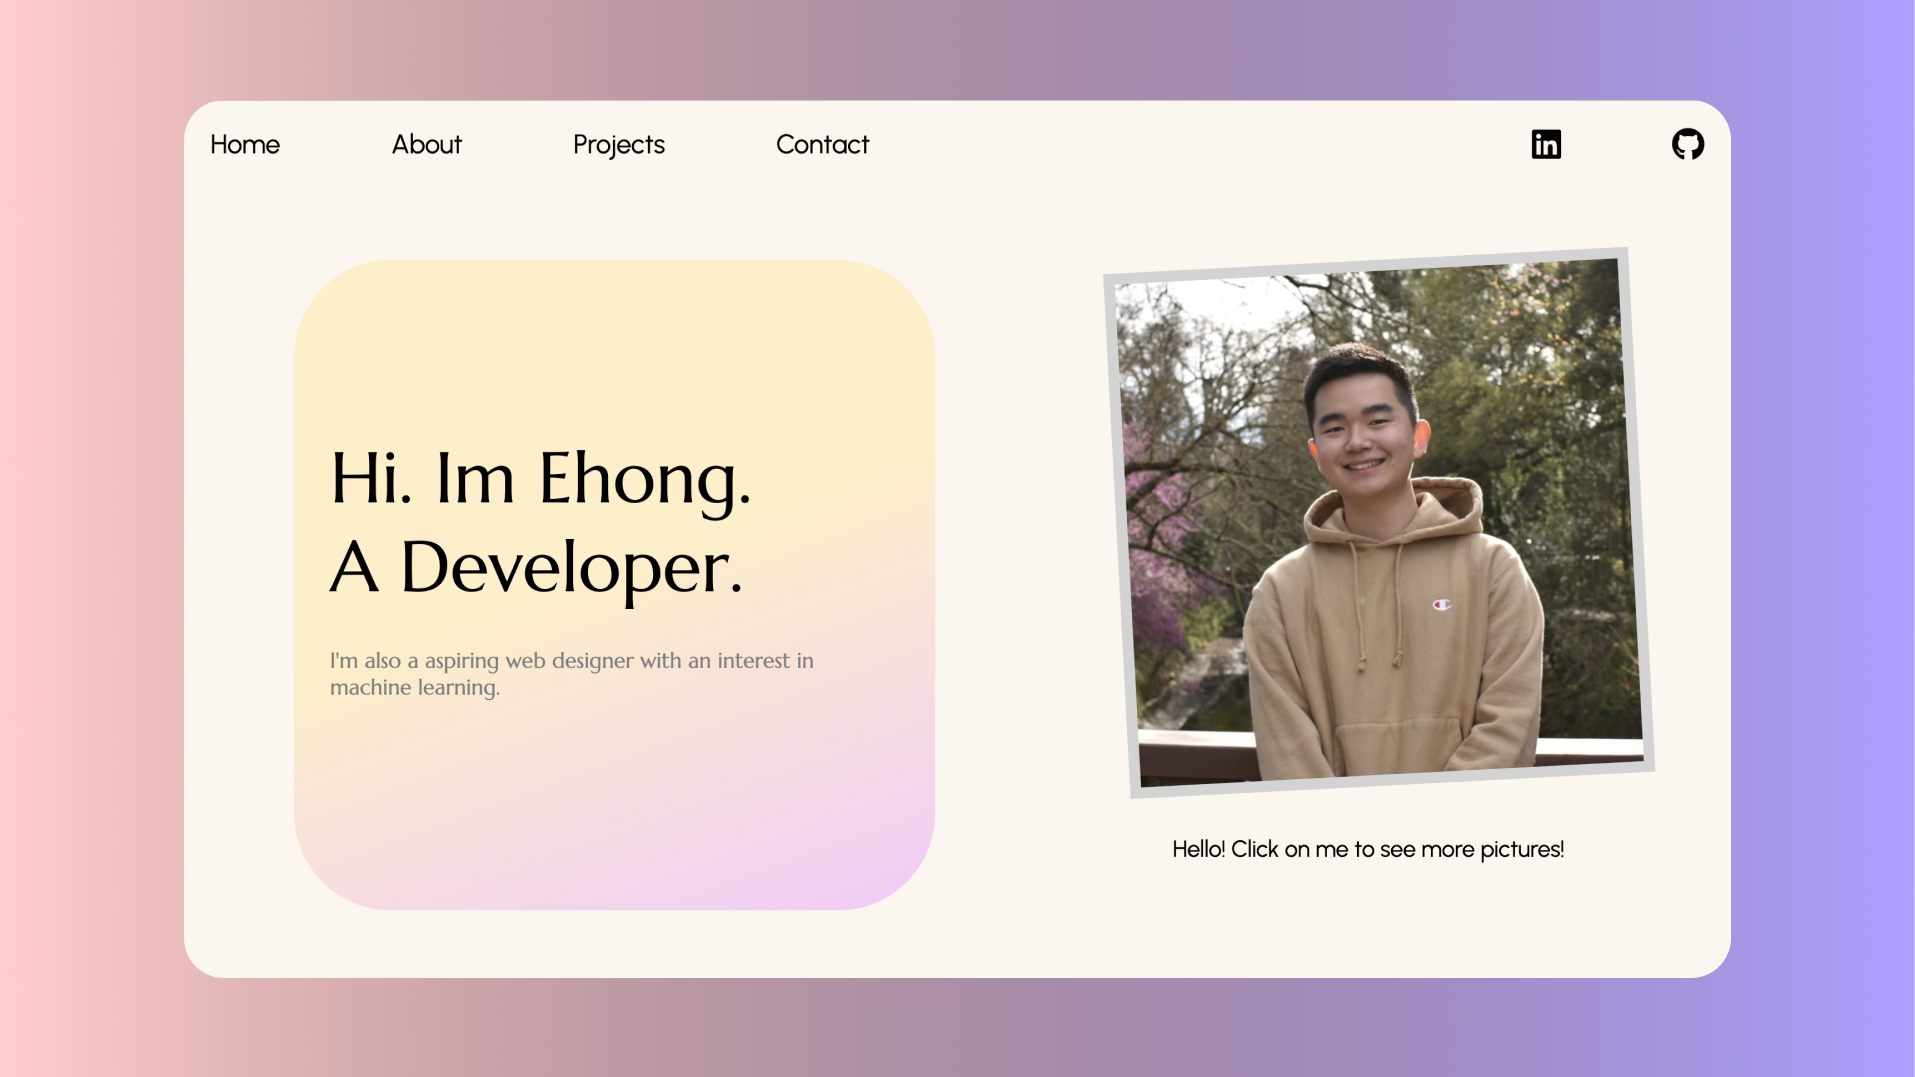 Home About Projects Contact
Hi. Im Ehong.
A Developer.
I'm also a aspiring web designer with an interest in
machine learning.
Hello! Click on me to see more pictures!